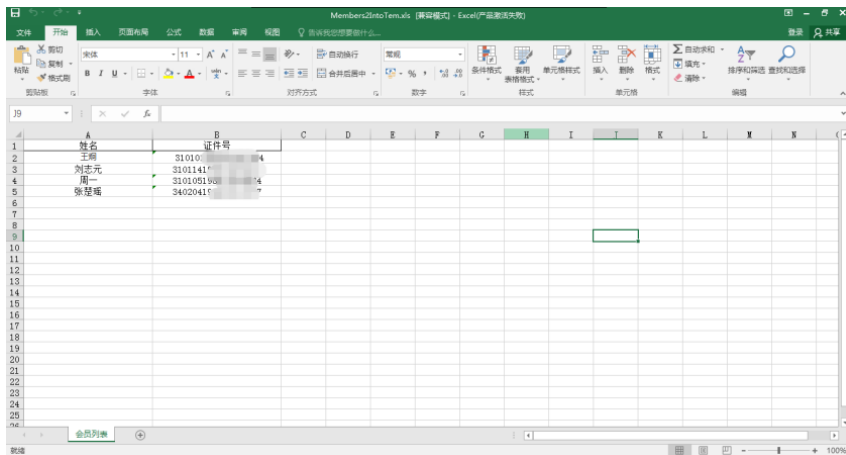 Members2IntoTem.xls [兼容模式] - Excel(产品激活失败)
文件 开始 插入 页面布局 公式 数据 审阅 视图 告诉我您想要做什么... 登录 共享
剪切 宋体 11 A A 自动换行 常规 自动求和
粘贴 复制 填充
格式刷 B I U A 合并后居中 % , 条件格式 套用 表格格式 单元格样式 插入 删除 格式 清除 排序和筛选 查找和选择
剪贴板 字体 对齐方式 数字 样式 单元格 编辑
J9 fx
A B C D E F G H I J K L M N
1 姓名 证件号
2 王炯 31010 4
3 刘志元 3101141
4 周一 3101051988 4
5 张楚瑶 3402041
6
7
8
9
10
11
12
13
14
15
16
17
18
19
20
21
22
23
24
25
会员列表
就绪 100%